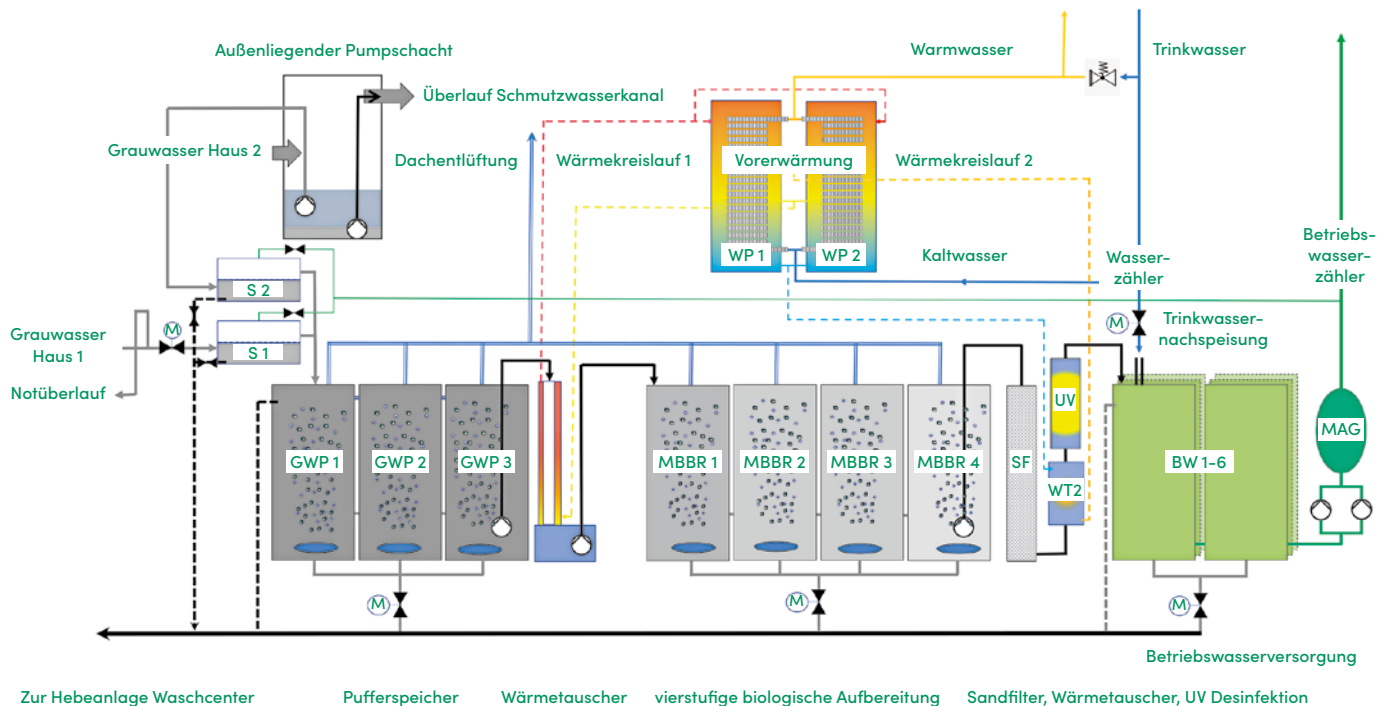 Außenliegender Pumpschacht
Warmwasser
Trinkwasser
Überlauf Schmutzwasserkanal
Grauwasser Haus 2
Dachentlüftung
Wärmekreislauf 1
Vorerwärmung
Wärmekreislauf 2
WP 1
WP 2
Kaltwasser
Wasser-
zähler
Betriebs-
wasser-
zähler
S 2
M
Grauwasser
Haus 1
S 1
M
Trinkwasser-
nachspeisung
Notüberlauf
UV
MAG
GWP 1
GWP 2
GWP 3
MBBR 1
MBBR 2
MBBR 3
MBBR 4
SF
WT2
BW 1-6
M
M
M
Betriebswasserversorgung
Zur Hebeanlage Waschcenter
Pufferspeicher
Wärmetauscher
vierstufige biologische Aufbereitung
Sandfilter, Wärmetauscher, UV Desinfektion